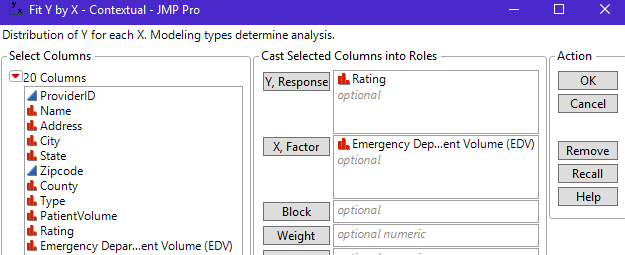 Fit Y by X - Contextual - JMP Pro
Distribution of Y for each X. Modeling types determine analysis.
Select Columns
20 Columns
ProviderID
Name
Address
City
State
Zipcode
County
Type
PatientVolume
Rating
Emergency Depar...ent Volume (EDV)
Cast Selected Columns into Roles
Y, Response
Rating
optional
X, Factor
Emergency Dep...ent Volume (EDV)
optional
Block
optional
Weight
optional numeric
optional numeric
Action
OK
Cancel
Remove
Recall
Help